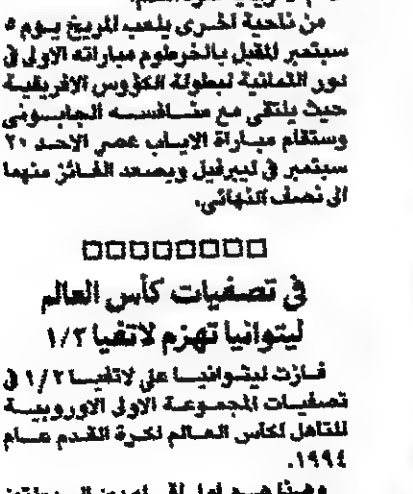 من ناحية اخرى يلعب المريخ يوم ٥
سبتمبر المقبل بالخرطوم مباراته الاولى في
دور الثمانية لبطولة الكؤوس الافريقية
حيث يلتقي مع منافسه الجابوني
وستقام مباراة الاياب عصر الاحد ٢٠
سبتمبر في ليبرفيل ويصعد الفائز منهما
الى نصف النهائي.
في تصفيات كأس العالم
ليتوانيا تهزم لاتفيا ١/٢
فازت ليتوانيا على لاتفيا ١/٢ في
تصفيات المجموعة الاولى الاوروبية
للتاهل لكاس العالم لكرة القدم عام
١٩٩٤.